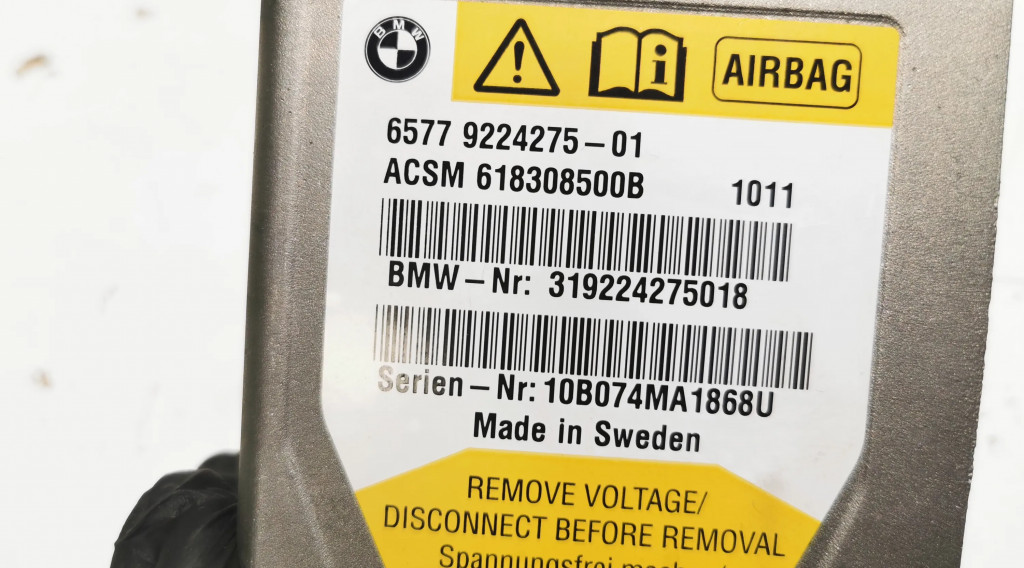 BMW
AIRBAG
6577 9224275-01
ACSM 618308500B 1011
BMW-Nr: 319224275018
Serien-Nr: 10B074MA1868U
Made in Sweden
REMOVE VOLTAGE/
DISCONNECT BEFORE REMOVAL
Spannungsfrei